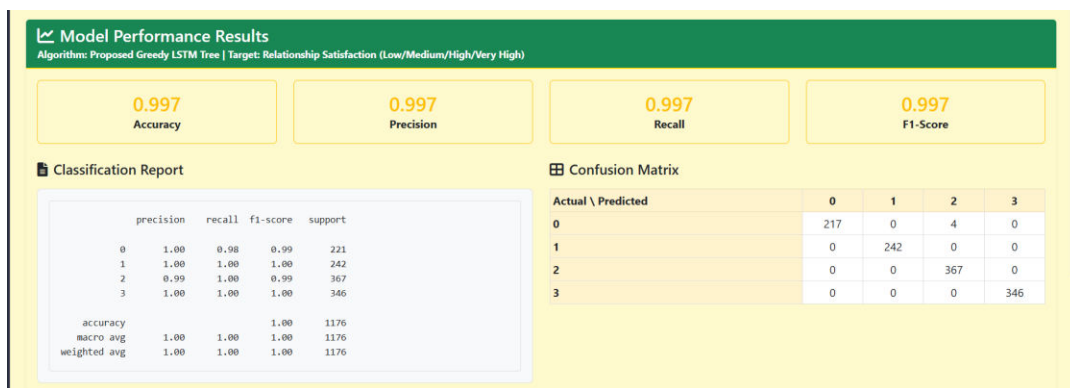 Model Performance Results
Algorithm: Proposed Greedy LSTM Tree | Target: Relationship Satisfaction (Low/Medium/High/Very High)
0.997 0.997 0.997 0.997
Accuracy Precision Recall F1-Score
Classification Report
precision recall f1-score support
0 1.00 0.98 0.99 221
1 1.00 1.00 1.00 242
2 0.99 1.00 0.99 367
3 1.00 1.00 1.00 346
accuracy 1.00 1176
macro avg 1.00 1.00 1.00 1176
weighted avg 1.00 1.00 1.00 1176
Confusion Matrix
Actual \ Predicted 0 1 2 3
0 217 0 4 0
1 0 242 0 0
2 0 0 367 0
3 0 0 0 346